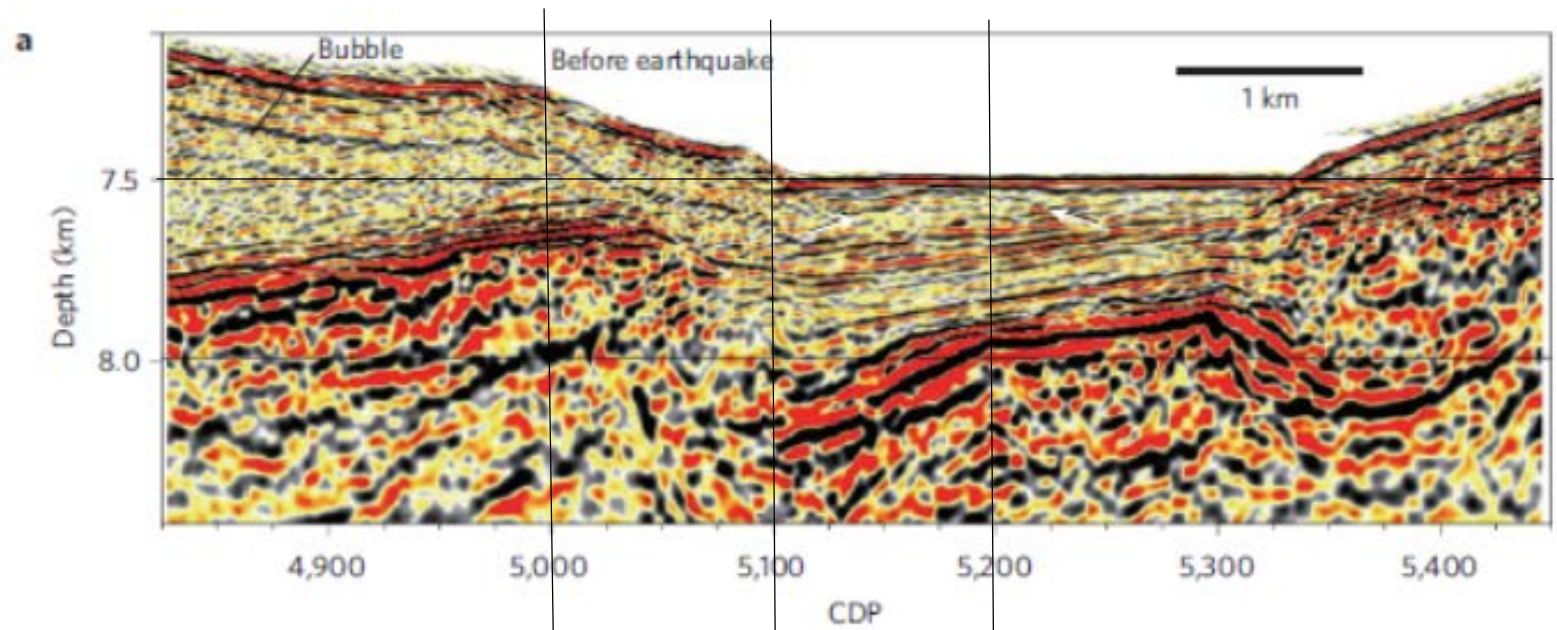 a
Bubble
Before earthquake
1 km
7.5
Depth (km)
8.0
4,900 5,000 5,100 5,200 5,300 5,400
CDP